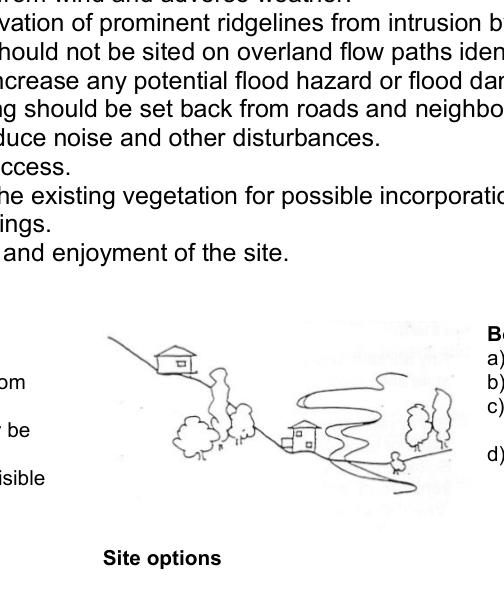 vation of prominent ridgelines from intrusion b
hould not be sited on overland flow paths iden
ncrease any potential flood hazard or flood da
g should be set back from roads and neighbo
duce noise and other disturbances.
ccess.
he existing vegetation for possible incorporatio
ings.
and enjoyment of the site.
B
a)
om
b)
c)
be
d)
isible
Site options